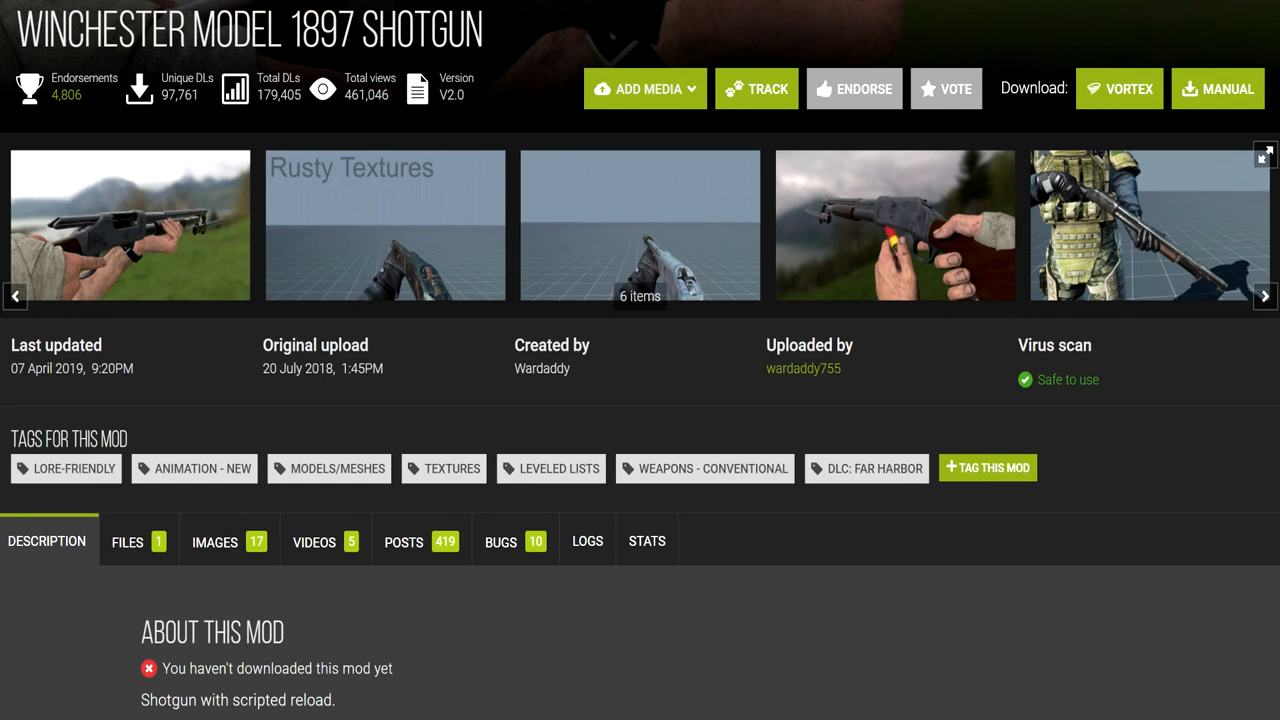 WINCHESTER MODEL 1897 SHOTGUN
Endorsements Unique DLs Total DLs Total views Version
4,806 97,761 179,405 461,046 V2.0
ADD MEDIA TRACK ENDORSE VOTE Download: VORTEX MANUAL
Rusty Textures
6 items
Last updated Original upload Created by Uploaded by Virus scan
07 April 2019, 9:20PM 20 July 2018, 1:45PM Wardaddy wardaddy755 Safe to use
TAGS FOR THIS MOD
LORE-FRIENDLY ANIMATION - NEW MODELS/MESHES TEXTURES LEVELED LISTS WEAPONS - CONVENTIONAL DLC: FAR HARBOR +TAG THIS MOD
DESCRIPTION FILES 1 IMAGES 17 VIDEOS 5 POSTS 419 BUGS 10 LOGS STATS
ABOUT THIS MOD
You haven't downloaded this mod yet
Shotgun with scripted reload.